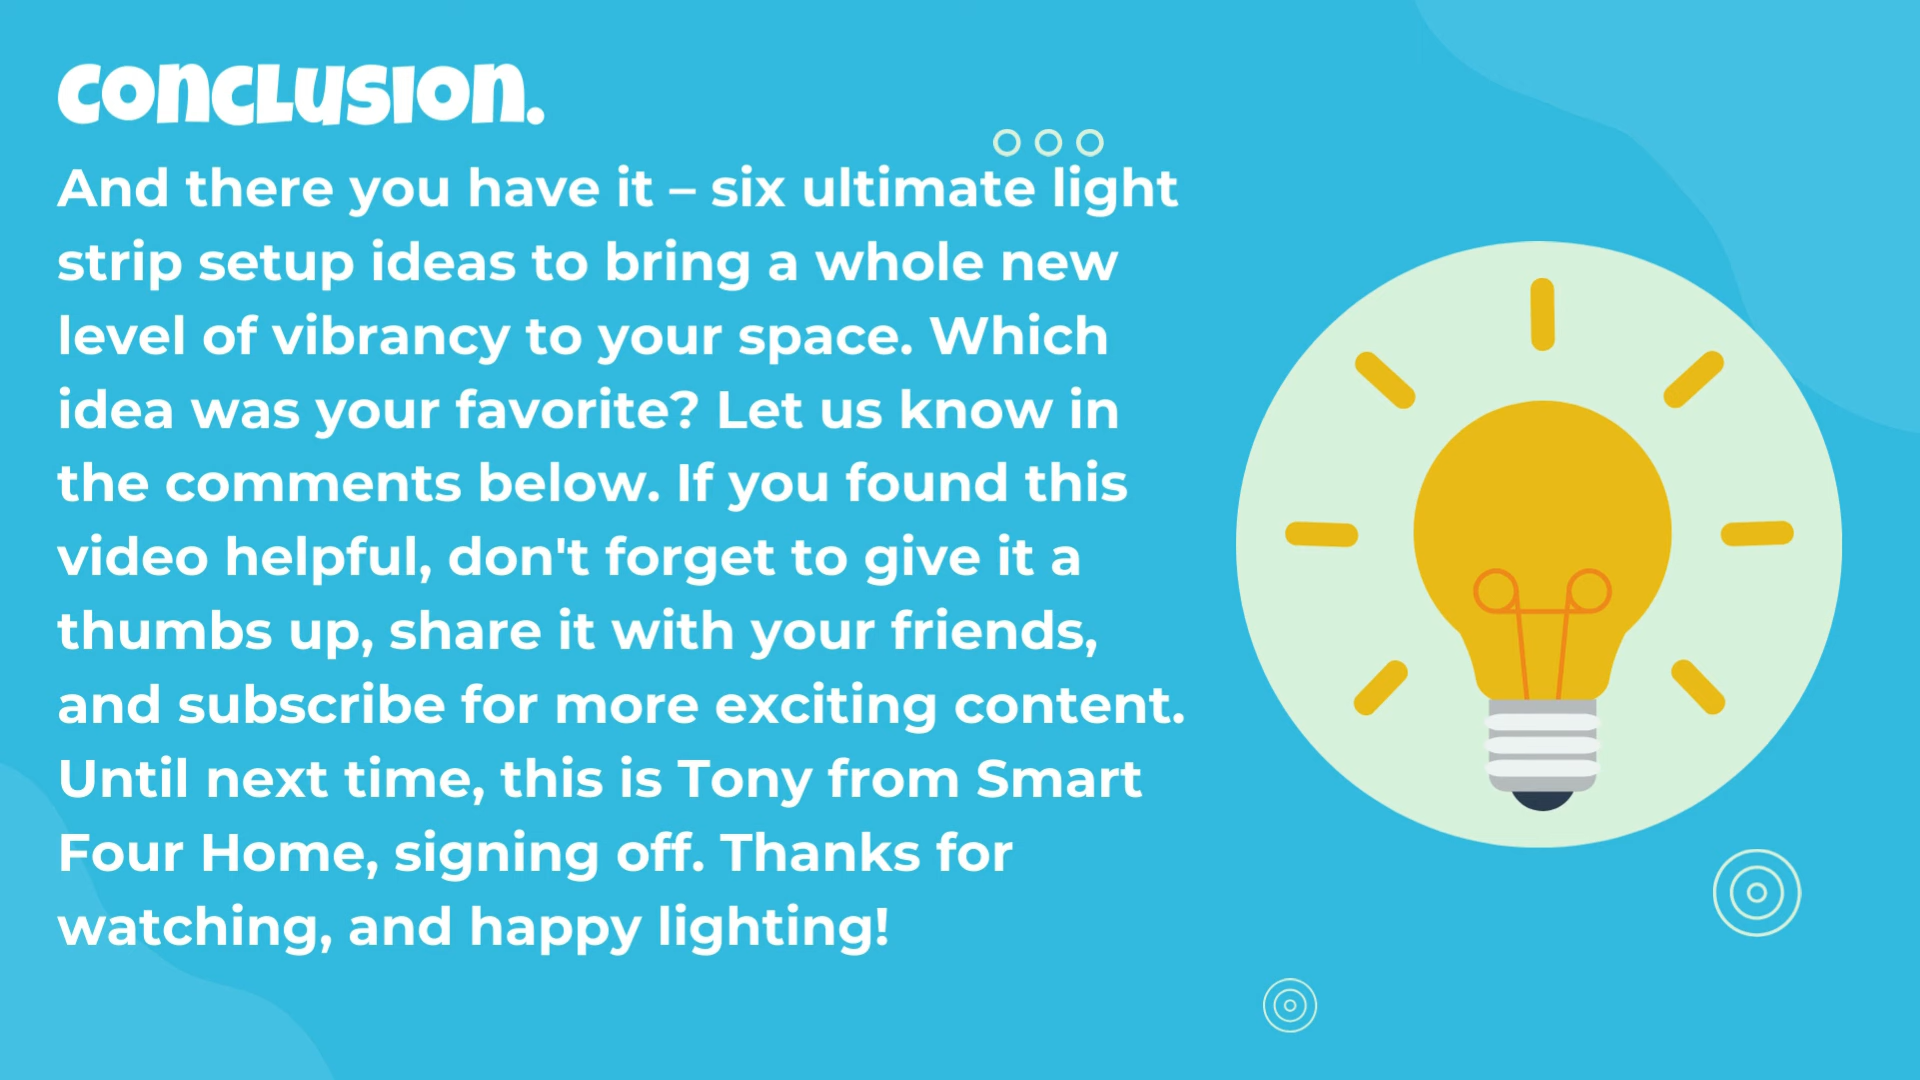 CONCLUSION.
And there you have it – six ultimate light
strip setup ideas to bring a whole new
level of vibrancy to your space. Which
idea was your favorite? Let us know in
the comments below. If you found this
video helpful, don't forget to give it a
thumbs up, share it with your friends,
and subscribe for more exciting content.
Until next time, this is Tony from Smart
Four Home, signing off. Thanks for
watching, and happy lighting!